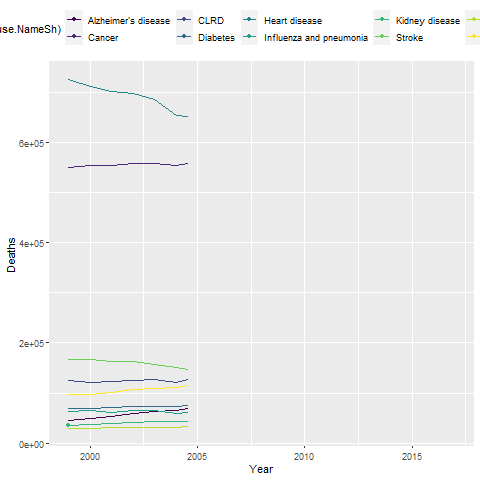 use.NameSh)
Alzheimer's disease CLRD Heart disease Kidney disease
Cancer Diabetes Influenza and pneumonia Stroke
6e+05
4e+05
2e+05
0e+00
Deaths
2000 2005 2010 2015
Year